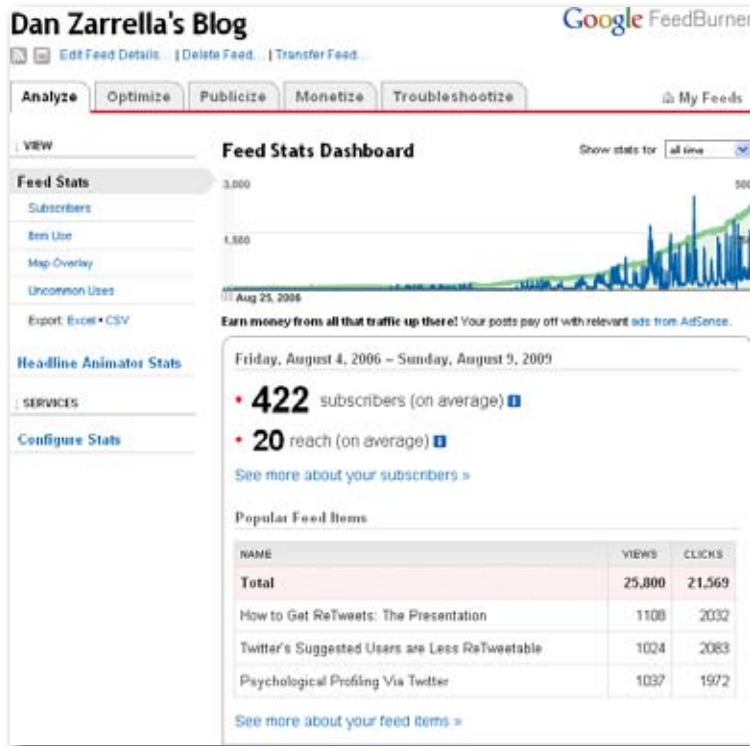 Dan Zarrella's Blog
Google FeedBurner
Edit Feed Details... | Delete Feed... | Transfer Feed...
Analyze Optimize Publicize Monetize Troubleshootize My Feeds
VIEW
Feed Stats
Subscribers
Item Use
Map Overlay
Uncommon Uses
Export: Excel • CSV
Headline Animator Stats
SERVICES
Configure Stats
Feed Stats Dashboard
Show stats for all time
3,000
500
1,500
Aug 25, 2006
Earn money from all that traffic up there! Your posts pay off with relevant ads from AdSense.
Friday, August 4, 2006 – Sunday, August 9, 2009
• 422 subscribers (on average)
• 20 reach (on average)
See more about your subscribers »
Popular Feed Items
NAME VIEWS CLICKS
Total 25,800 21,569
How to Get ReTweets: The Presentation 1108 2032
Twitter's Suggested Users are Less ReTweetable 1024 2083
Psychological Profiling Via Twitter 1037 1972
See more about your feed items »